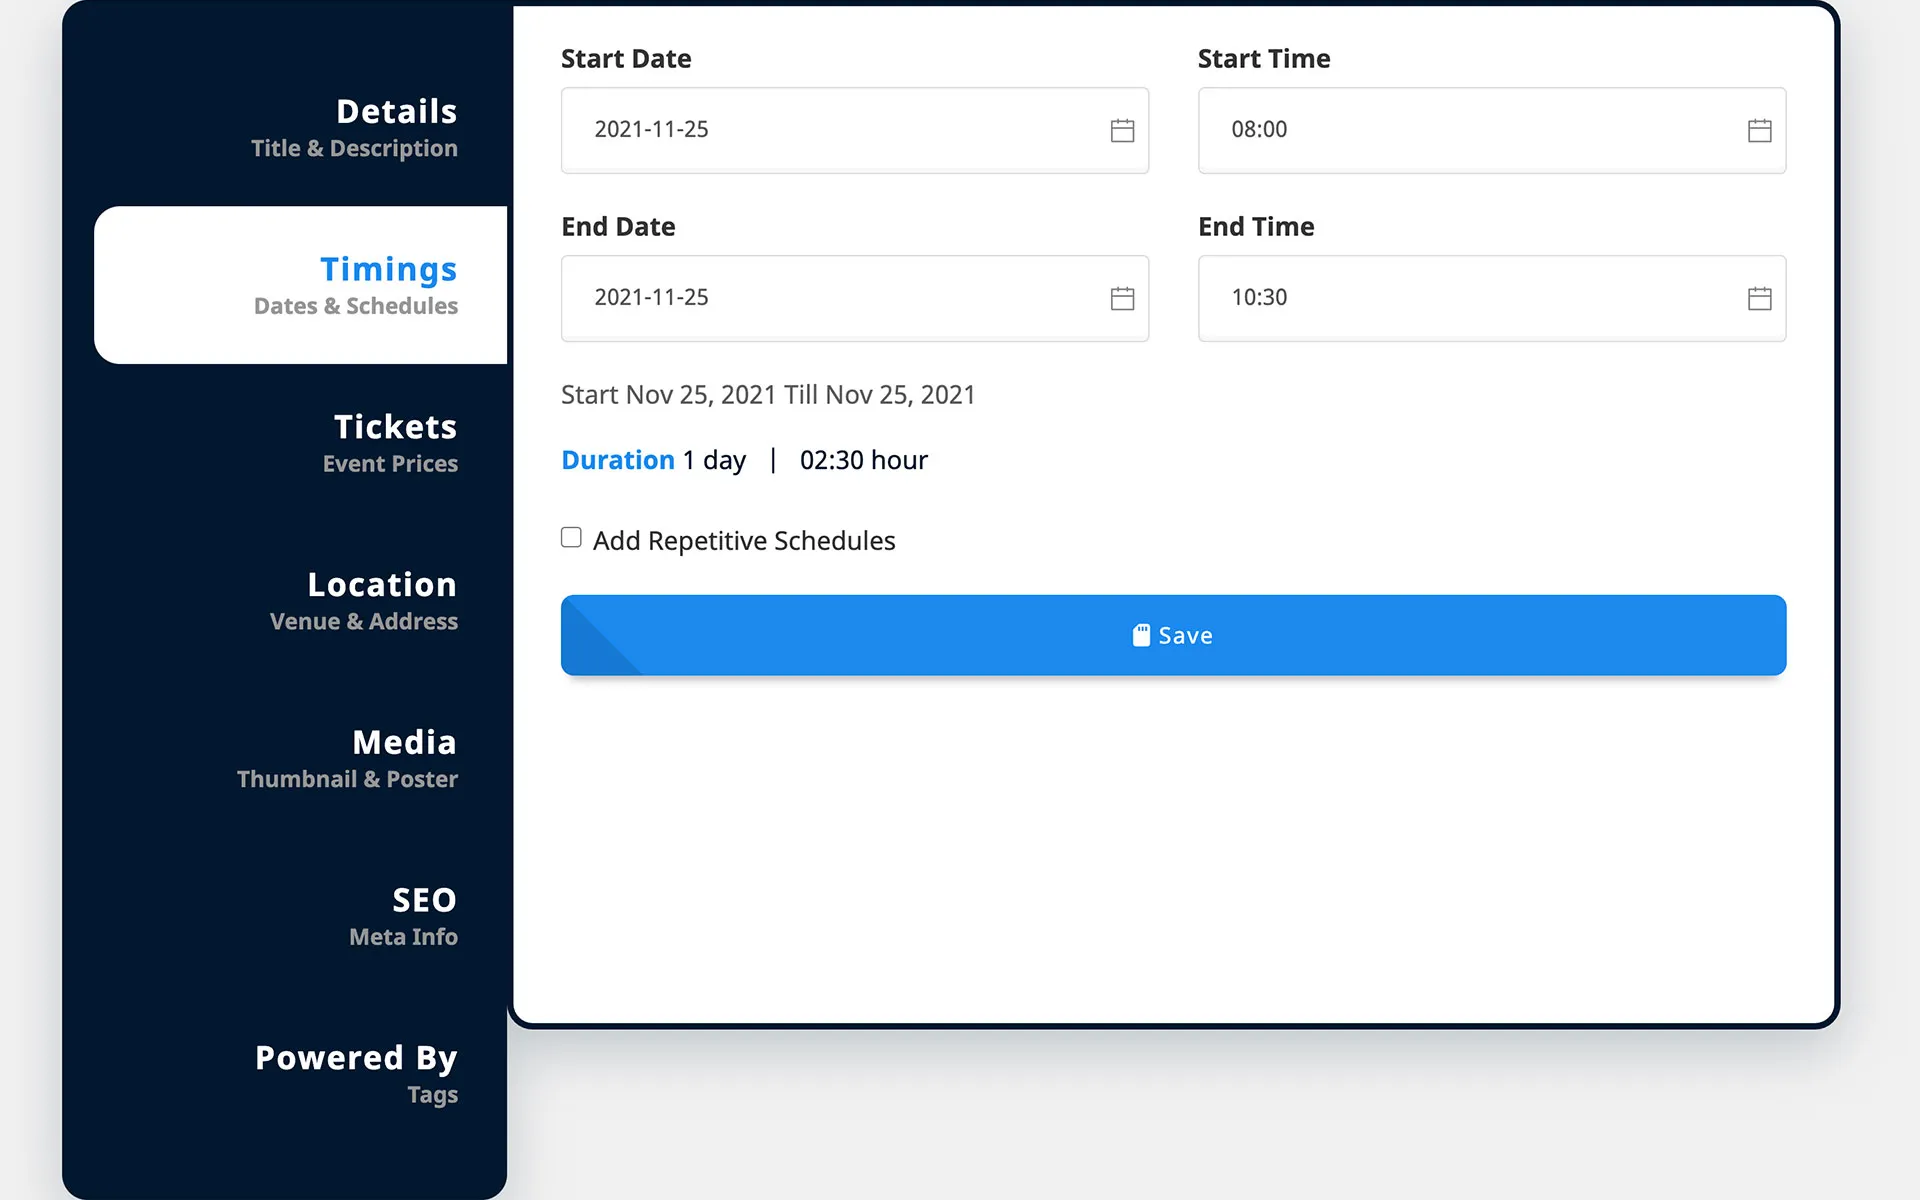 Details
Title & Description
Timings
Dates & Schedules
Tickets
Event Prices
Location
Venue & Address
Media
Thumbnail & Poster
SEO
Meta Info
Powered By
Tags
Start Date
2021-11-25
Start Time
08:00
End Date
2021-11-25
End Time
10:30
Start Nov 25, 2021 Till Nov 25, 2021
Duration 1 day | 02:30 hour
Add Repetitive Schedules
Save